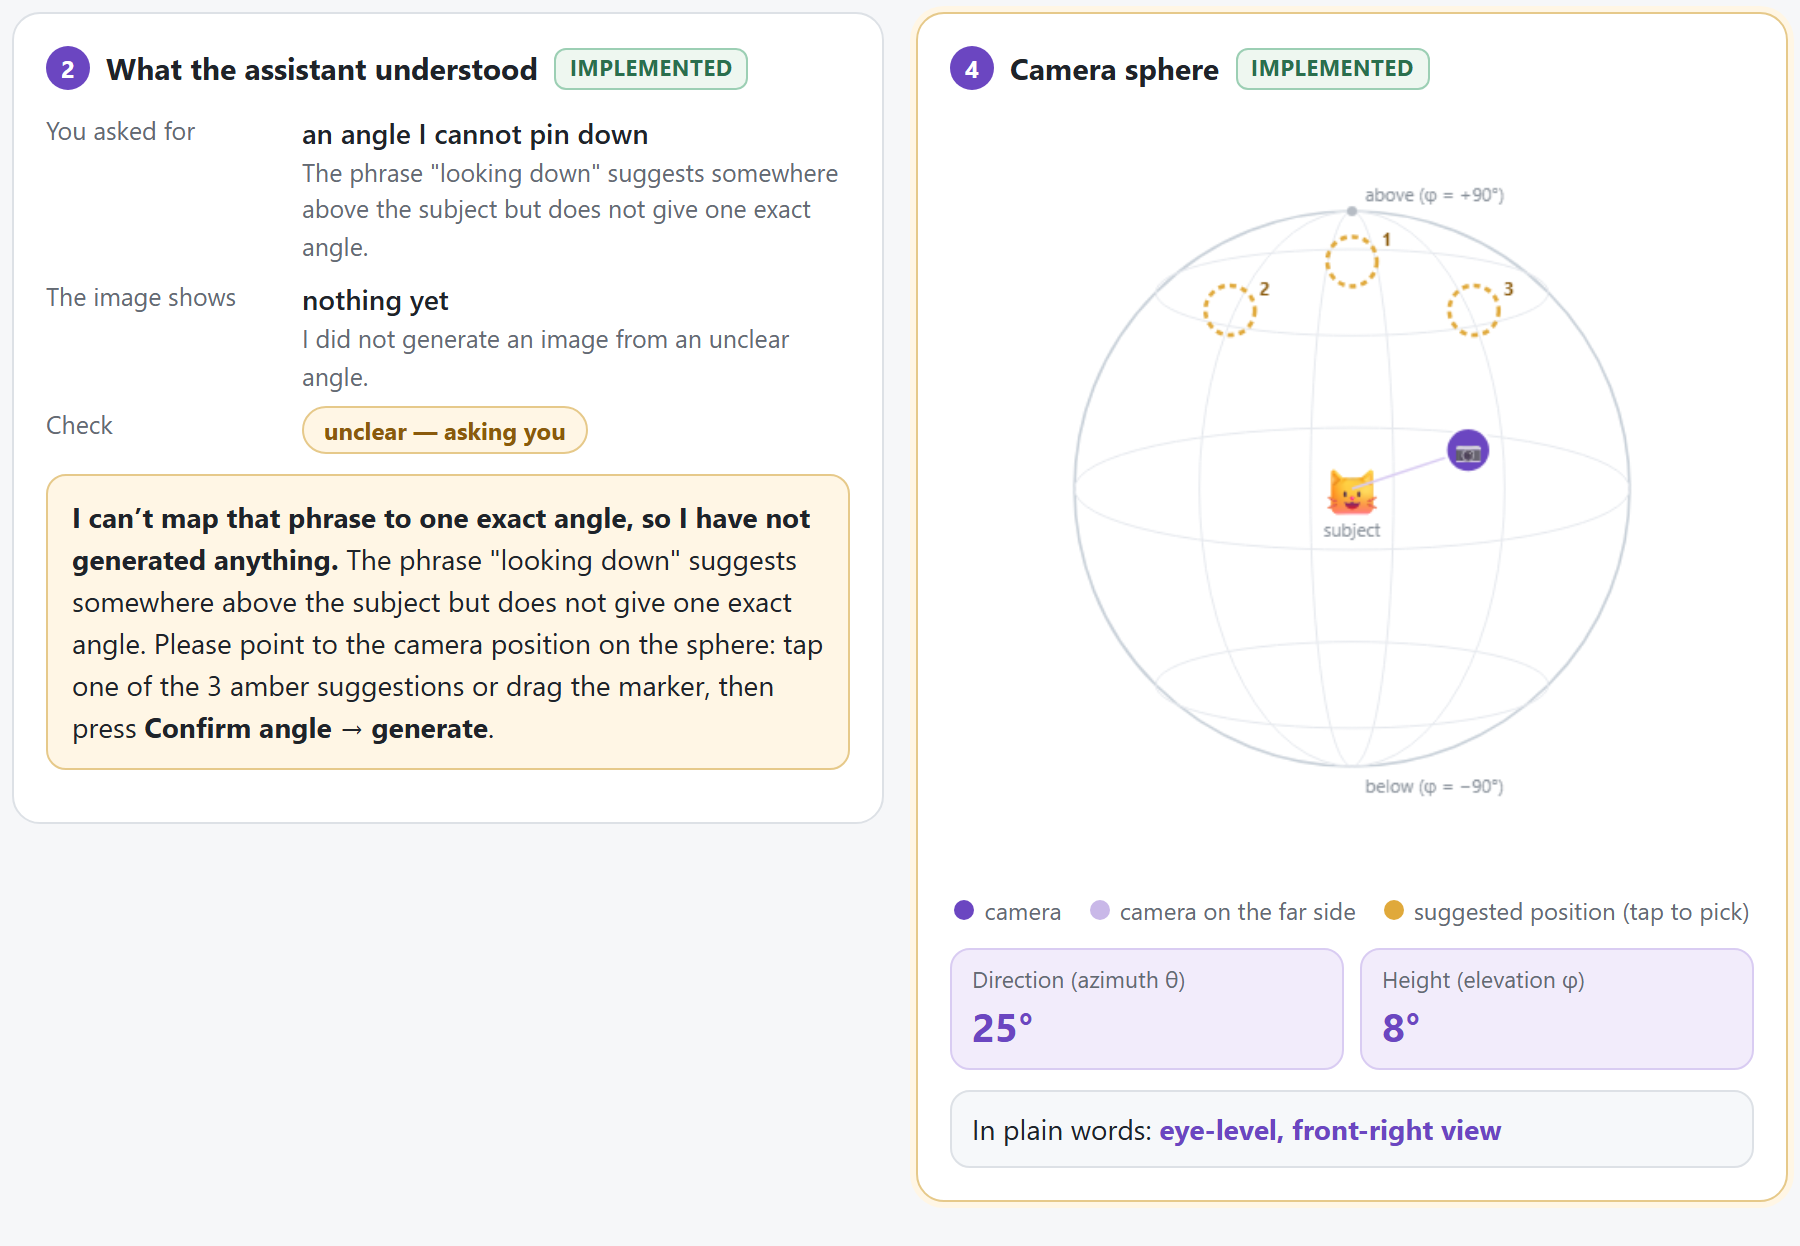 2 What the assistant understood IMPLEMENTED
You asked for
an angle I cannot pin down
The phrase "looking down" suggests somewhere
above the subject but does not give one exact
angle.
The image shows
nothing yet
I did not generate an image from an unclear
angle.
Check
unclear — asking you
I can’t map that phrase to one exact angle, so I have not
generated anything. The phrase "looking down" suggests
somewhere above the subject but does not give one exact
angle. Please point to the camera position on the sphere: tap
one of the 3 amber suggestions or drag the marker, then
press Confirm angle → generate.
4 Camera sphere IMPLEMENTED
above (φ = +90°)
1
2
3
subject
below (φ = −90°)
camera
camera on the far side
suggested position (tap to pick)
Direction (azimuth θ)
25°
Height (elevation φ)
8°
In plain words: eye-level, front-right view